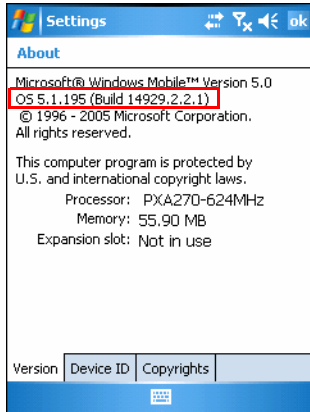 Settings ok
About
Microsoft® Windows Mobile™ Version 5.0
OS 5.1.195 (Build 14929.2.2.1)
© 1996 - 2005 Microsoft Corporation.
All rights reserved.
This computer program is protected by
U.S. and international copyright laws.
Processor: PXA270-624MHz
Memory: 55.90 MB
Expansion slot: Not in use
Version Device ID Copyrights